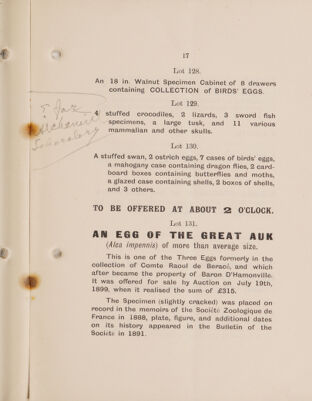 17
Lot 128.
An 18 in. Walnut Specimen Cabinet of 8 drawers
containing COLLECTION of BIRDS' EGGS.
Lot 129.
4 stuffed crocodiles, 2 lizards, 3 sword fish
specimens, a large tusk, and 11 various
mammalian and other skulls.
Lot 130.
A stuffed swan, 2 ostrich eggs, 7 cases of birds' eggs,
a mahogany case containing dragon flies, 2 card-
board boxes containing butterflies and moths,
a glazed case containing shells, 2 boxes of shells,
and 3 others.
TO BE OFFERED AT ABOUT 2 O'CLOCK.
Lot 131.
AN EGG OF THE GREAT AUK
(Alca impennis) of more than average size.
This is one of the Three Eggs formerly in the
collection of Comte Raoul de Beraci, and which
after became the property of Baron D'Hamonville.
It was offered for sale by Auction on July 19th,
1899, when it realised the sum of £315.
The Specimen (slightly cracked) was placed on
record in the memoirs of the Société Zoologique de
France in 1888, plate, figure, and additional dates
on its history appeared in the Bulletin of the
Société in 1891.